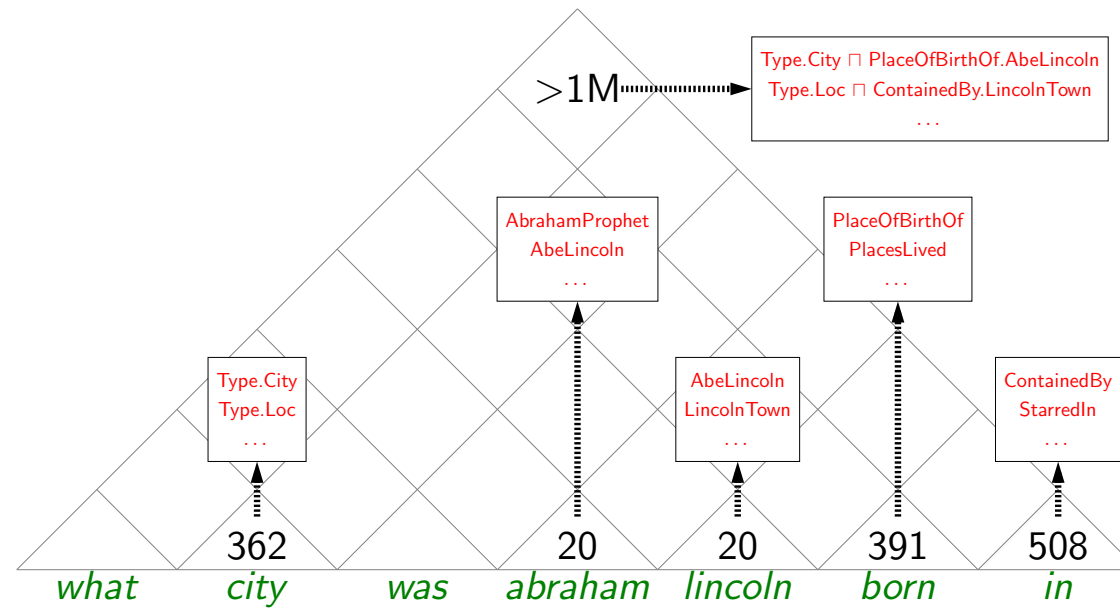 >1M
Type.City ⊓ PlaceOfBirthOf.AbeLincoln
Type.Loc ⊓ ContainedBy.LincolnTown
...
AbrahamProphet
AbeLincoln
...
PlaceOfBirthOf
PlacesLived
...
Type.City
Type.Loc
...
AbeLincoln
LincolnTown
...
ContainedBy
StarredIn
...
362 20 20 391 508
what city was abraham lincoln born in